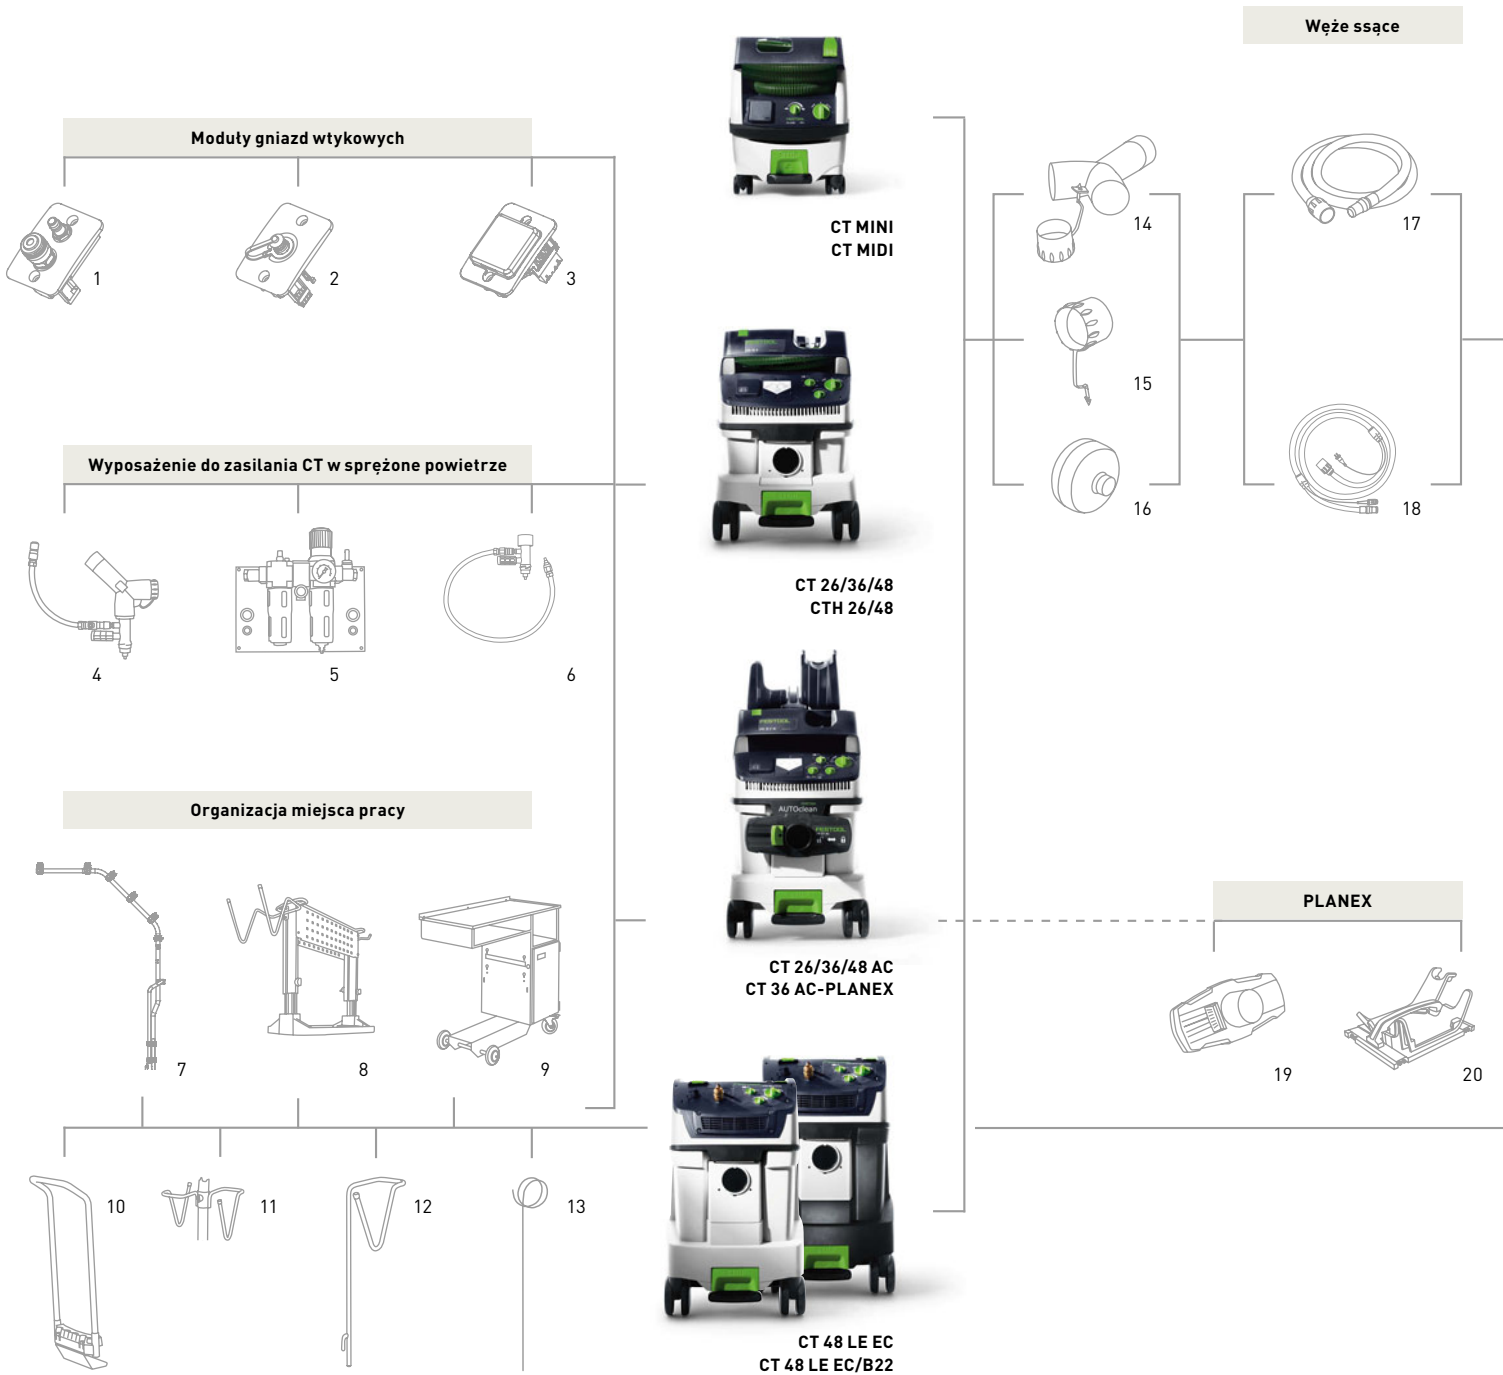 Węże ssące
Moduły gniazd wtykowych
1
2
3
CT MINI
CT MIDI
14
17
15
Wyposażenie do zasilania CT w sprężone powietrze
4
5
6
CT 26/36/48
CTH 26/48
16
18
Organizacja miejsca pracy
FESTOOL
AUTOclean
FESTOOL
7
8
9
CT 26/36/48 AC
CT 36 AC-PLANEX
PLANEX
19
20
10
11
12
13
CT 48 LE EC
CT 48 LE EC/B22